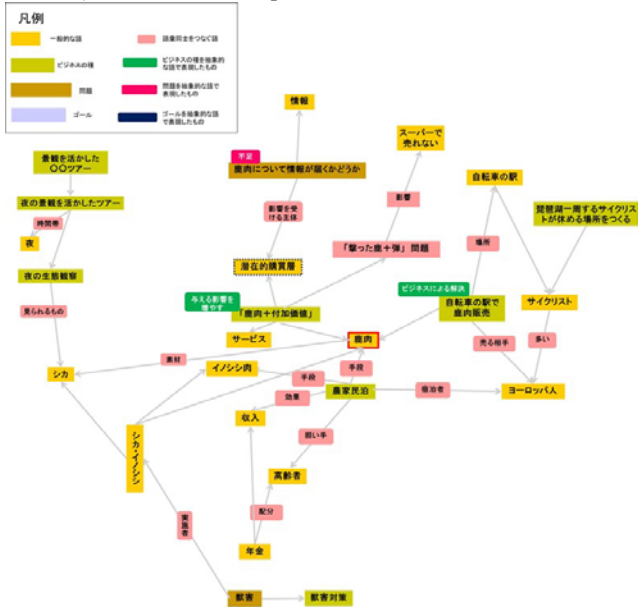 凡例
一般的な語
語彙同士をつなぐ語
ビジネスの種
ビジネスの種を抽象的
な語で表現したもの
問題
問題を抽象的な語で
表現したもの
ゴール
ゴールを抽象的な語
で表現したもの
情報
スーパーで
売れない
景観を活かした
〇〇ツアー
不足
鹿肉について情報が届くかどうか
自転車の駅
夜の景観を活かしたツアー
影響
琵琶湖一周するサイクリス
トが休める場所をつくる
時間帯
影響を受
ける主体
夜
「撃った鹿+弾」 問題
場所
潜在的購買層
夜の生態観察
ビジネスによる解決
与える影響を
増やす
見られるもの
「鹿肉+付加価値」
自転車の駅で
鹿肉販売
サイクリスト
サービス
鹿肉
売る相手
多い
素材
シカ
イノシシ肉
手段
手段
効果
農家民泊
宿泊者
ヨーロッパ人
収入
担い手
シカ・イノシシ
高齢者
配分
実施者
年金
獣害
獣害対策